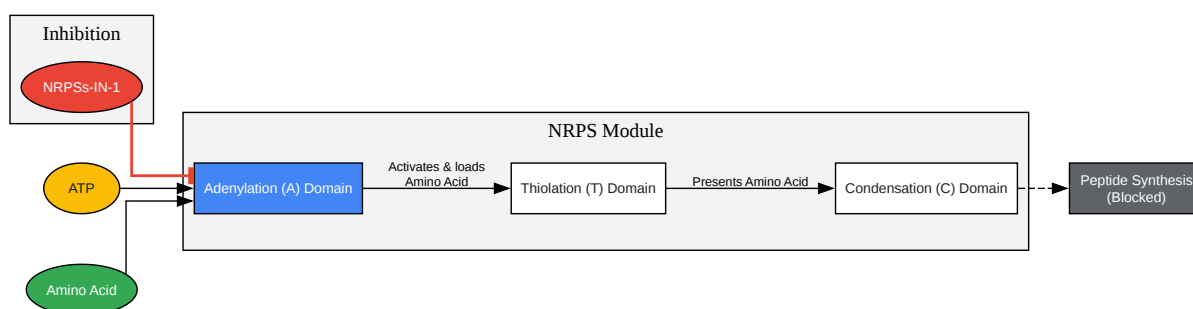 Inhibition
NRPSs-IN-1
NRPS Module
ATP
Adenylation (A) Domain
Activates & loads
Amino Acid
Thiolation (T) Domain
Presents Amino Acid
Condensation (C) Domain
Peptide Synthesis
(Blocked)
Amino Acid